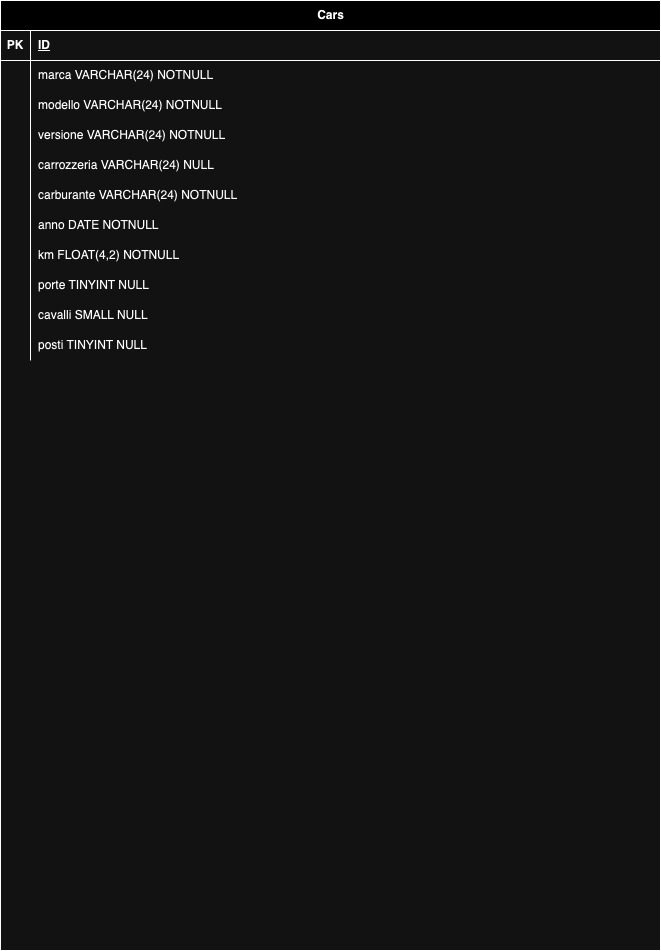 Cars
PK ID
marca VARCHAR(24) NOTNULL
modello VARCHAR(24) NOTNULL
versione VARCHAR(24) NOTNULL
carrozzeria VARCHAR(24) NULL
carburante VARCHAR(24) NOTNULL
anno DATE NOTNULL
km FLOAT(4,2) NOTNULL
porte TINYINT NULL
cavalli SMALL NULL
posti TINYINT NULL